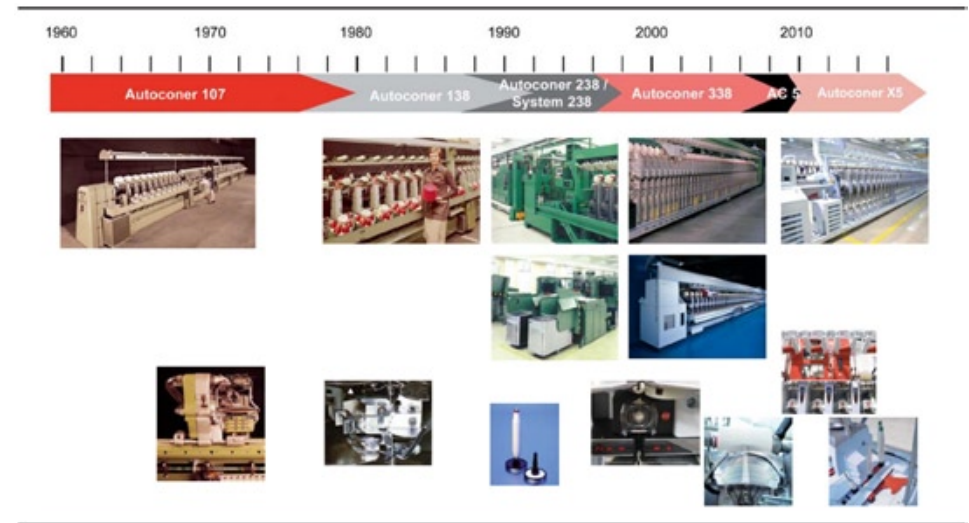 1960 1970 1980 1990 2000 2010
Autoconer 107
Autoconer 138
Autoconer 238 /
System 238
Autoconer 338
AC 5
Autoconer X5